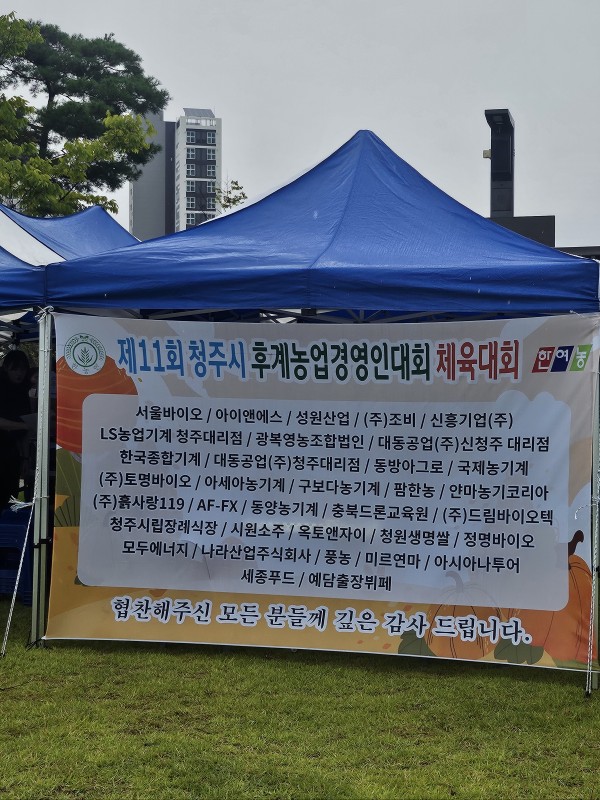 제11회 청주시 후계농업경영인대회 체육대회 한여농
서울바이오 / 아이앤에스 / 성원산업 / (주)조비 / 신흥기업(주)
LS농업기계 청주대리점 / 광복영농조합법인 / 대동공업(주)신청주 대리점
한국종합기계 / 대동공업(주)청주대리점 / 동방아그로 / 국제농기계
(주)토명바이오 / 아세아농기계 / 구보다농기계 / 팜한농 / 얀마농기코리아
(주)흙사랑119 / AF-FX / 동양농기계 / 충북드론교육원 / (주)드림바이오텍
청주시립장례식장 / 시원소주 / 옥토앤자이 / 청원생명쌀 / 정명바이오
모두에너지 / 나라산업주식회사 / 풍농 / 미르연마 / 아시아나투어
세종푸드 / 예담출장뷔페
협찬해주신 모든 분들께 깊은 감사 드립니다.